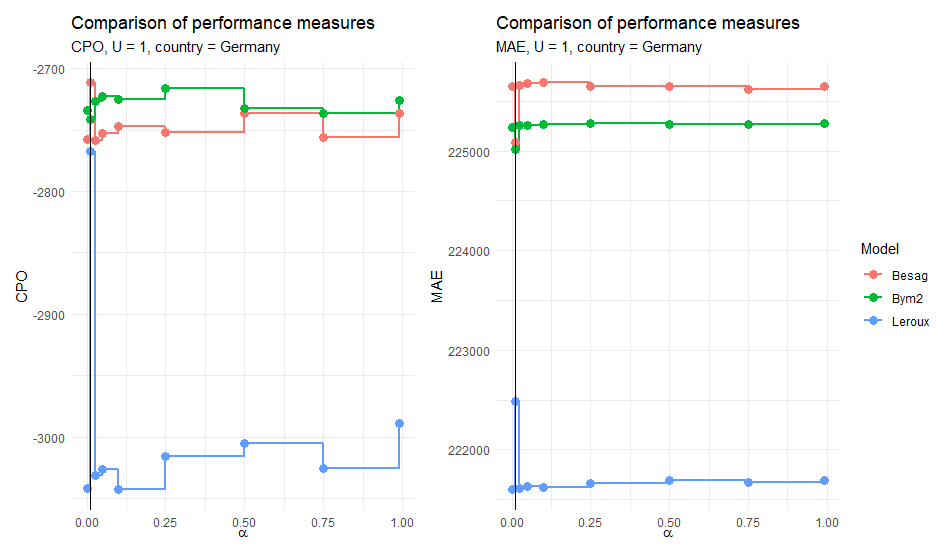 Comparison of performance measures
CPO, U = 1, country = Germany
CPO
-2700
-2800
-2900
-3000
0.00 0.25 0.50 0.75 1.00
α
Comparison of performance measures
MAE, U = 1, country = Germany
MAE
225000
224000
223000
222000
0.00 0.25 0.50 0.75 1.00
α
Model
Besag
Bym2
Leroux